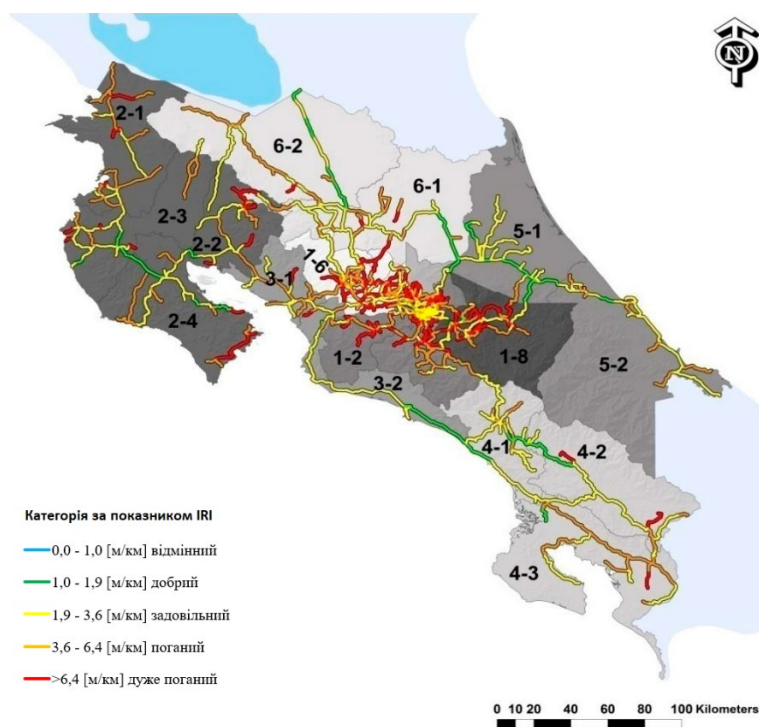 N
2-1
6-2
6-1
2-3
5-1
2-2
1-6
3-1
2-4
1-2
1-8
5-2
3-2
4-1
4-2
4-3
Категорія за показником IRI
0,0 - 1,0 [м/км] відмінний
1,0 - 1,9 [м/км] добрий
1,9 - 3,6 [м/км] задовільний
3,6 - 6,4 [м/км] поганий
>6,4 [м/км] дуже поганий
0 10 20 40 60 80 100 Kilometers